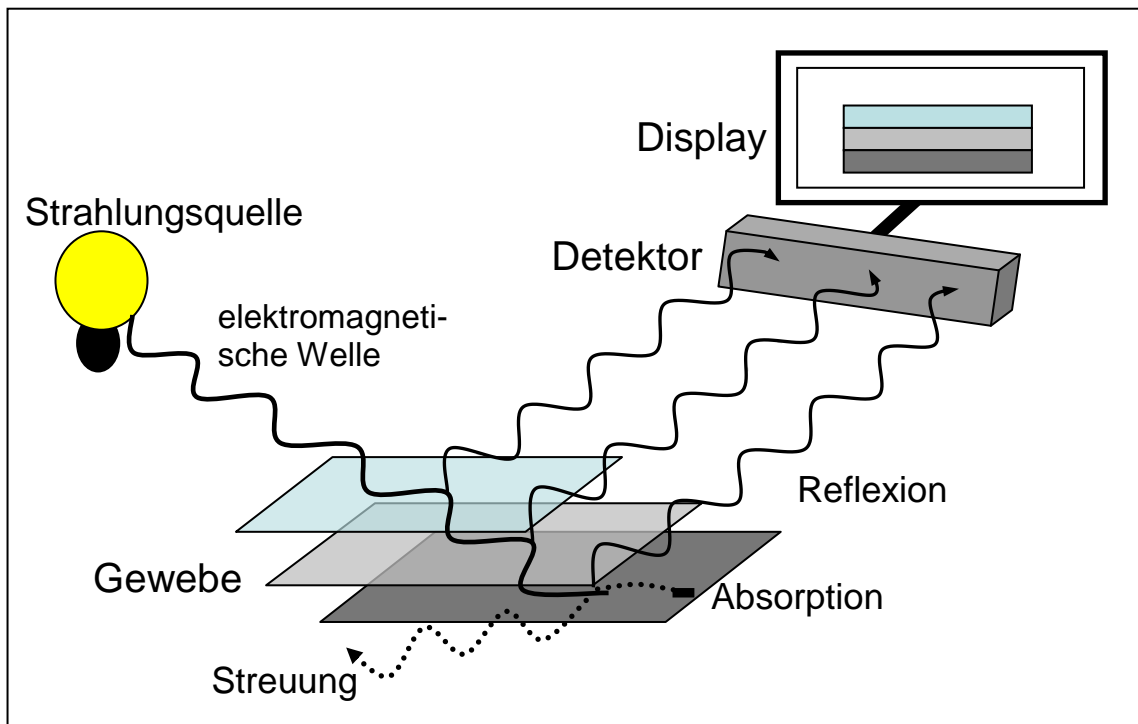 Display
Strahlungsquelle
Detektor
elektromagneti-
sche Welle
Reflexion
Gewebe
Absorption
Streuung